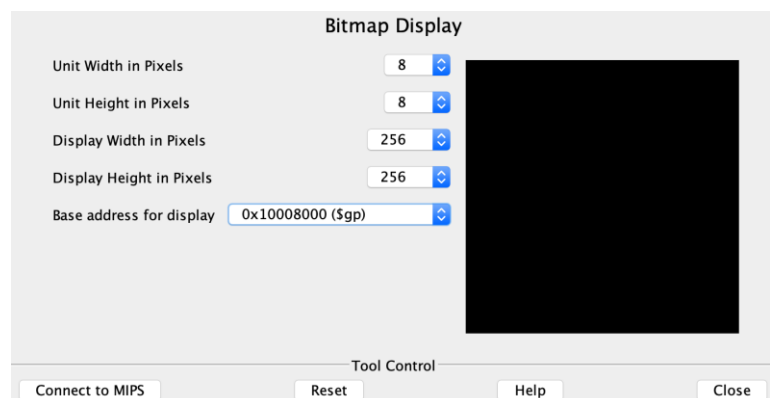 Bitmap Display
Unit Width in Pixels 8
Unit Height in Pixels 8
Display Width in Pixels 256
Display Height in Pixels 256
Base address for display 0x10008000 ($gp)
Tool Control
Connect to MIPS Reset Help Close